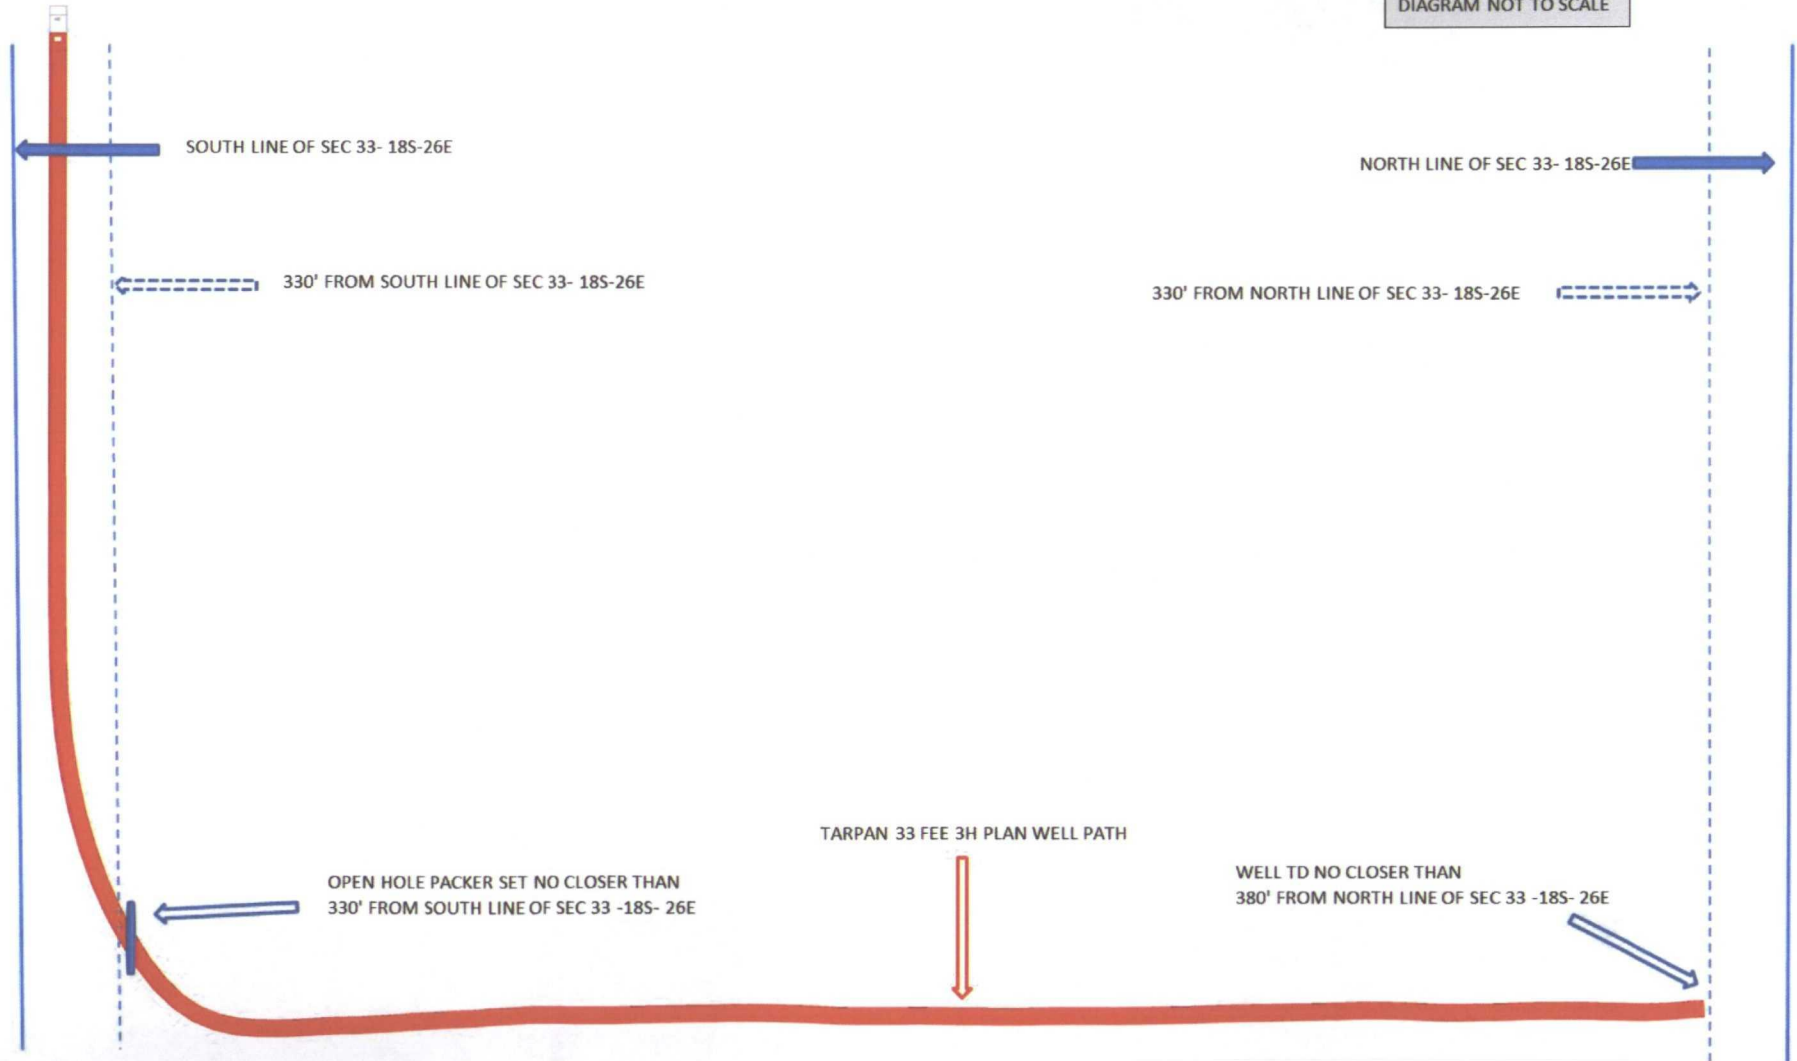 DIAGRAM NOT TO SCALE
SOUTH LINE OF SEC 33- 18S-26E
NORTH LINE OF SEC 33- 18S-26E
330' FROM SOUTH LINE OF SEC 33- 18S-26E
330' FROM NORTH LINE OF SEC 33- 18S-26E
TARPAN 33 FEE 3H PLAN WELL PATH
OPEN HOLE PACKER SET NO CLOSER THAN
330' FROM SOUTH LINE OF SEC 33 -18S- 26E
WELL TD NO CLOSER THAN
380' FROM NORTH LINE OF SEC 33 -18S- 26E